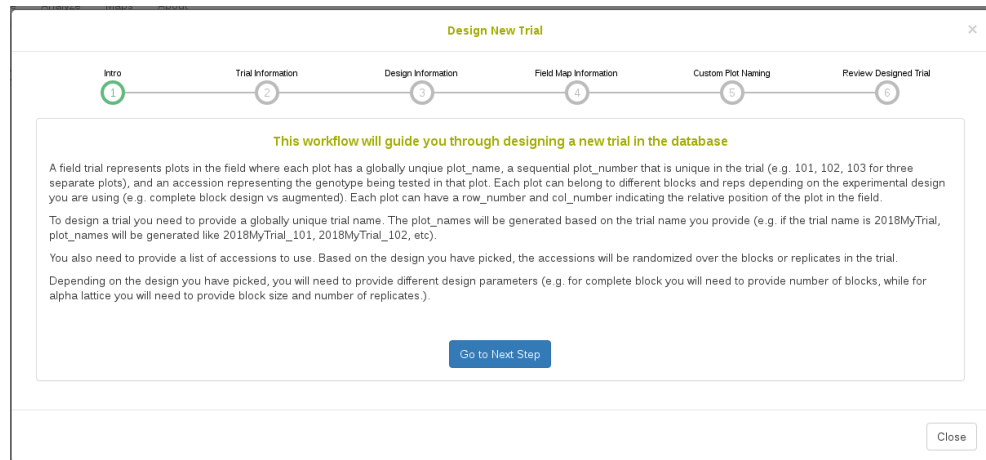 Analyze Maps About
Design New Trial
×
Intro Trial Information Design Information Field Map Information Custom Plot Naming Review Designed Trial
1 2 3 4 5 6
This workflow will guide you through designing a new trial in the database
A field trial represents plots in the field where each plot has a globally unqiue plot_name, a sequential plot_number that is unique in the trial (e.g. 101, 102, 103 for three
separate plots), and an accession representing the genotype being tested in that plot. Each plot can belong to different blocks and reps depending on the experimental design
you are using (e.g. complete block design vs augmented). Each plot can have a row_number and col_number indicating the relative position of the plot in the field.
To design a trial you need to provide a globally unique trial name. The plot_names will be generated based on the trial name you provide (e.g. if the trial name is 2018MyTrial,
plot_names will be generated like 2018MyTrial_101, 2018MyTrial_102, etc).
You also need to provide a list of accessions to use. Based on the design you have picked, the accessions will be randomized over the blocks or replicates in the trial.
Depending on the design you have picked, you will need to provide different design parameters (e.g. for complete block you will need to provide number of blocks, while for
alpha lattice you will need to provide block size and number of replicates.).
Go to Next Step
Close